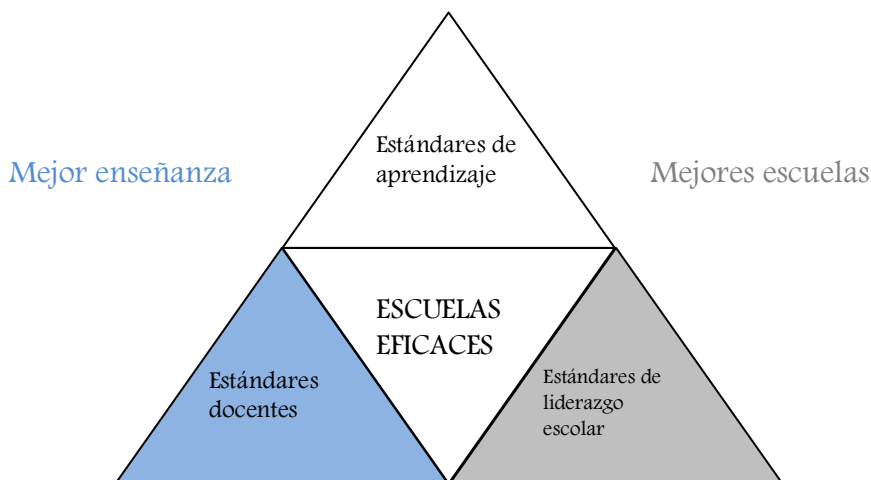 Estándares de
aprendizaje
Mejor enseñanza
Mejores escuelas
ESCUELAS
EFICACES
Estándares
docentes
Estándares de
liderazgo
escolar